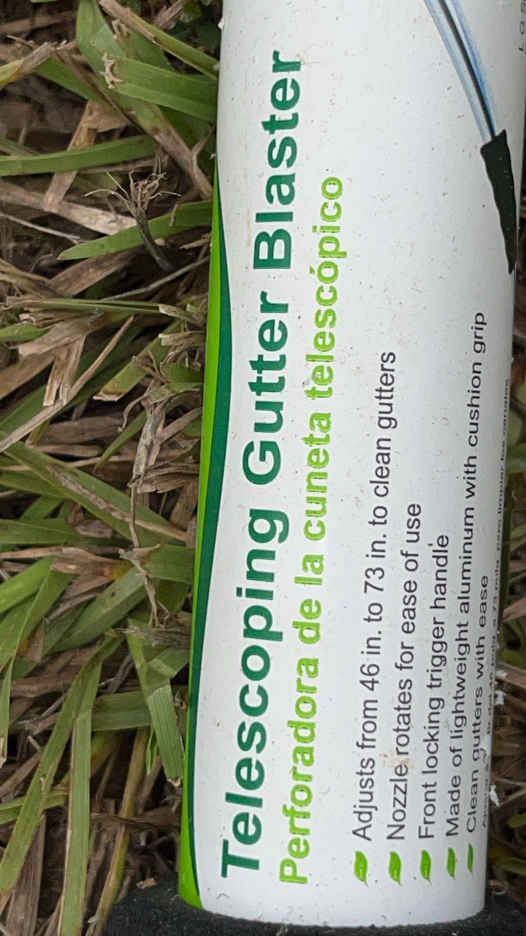 Telescoping Gutter Blaster
Perforadora de la cuneta telescópico
Adjusts from 46 in. to 73 in. to clean gutters
Nozzle rotates for ease of use
Front locking trigger handle
Made of lightweight aluminum with cushion grip
Clean gutters with ease